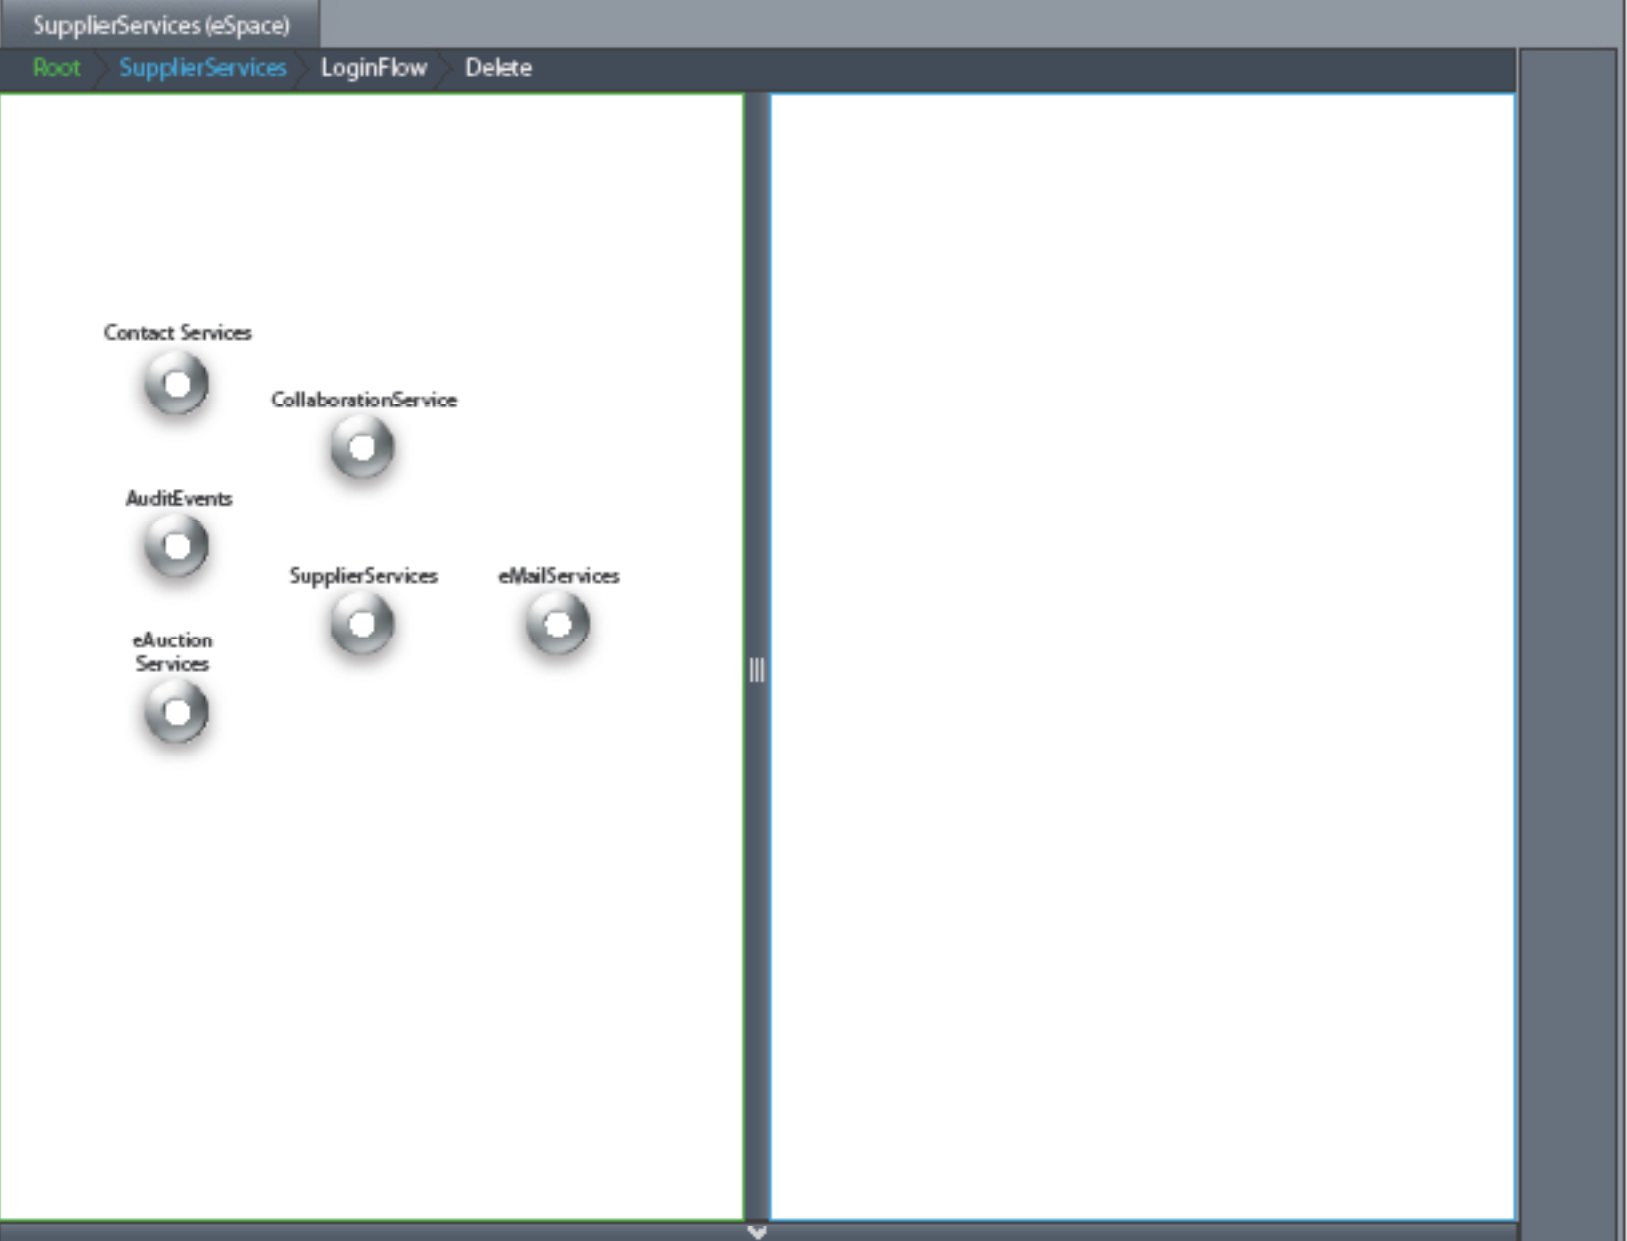 SupplierServices (eSpace)
Root SupplierServices LoginFlow Delete
Contact Services
CollaborationService
AuditEvents
SupplierServices eMailServices
eAuction
Services